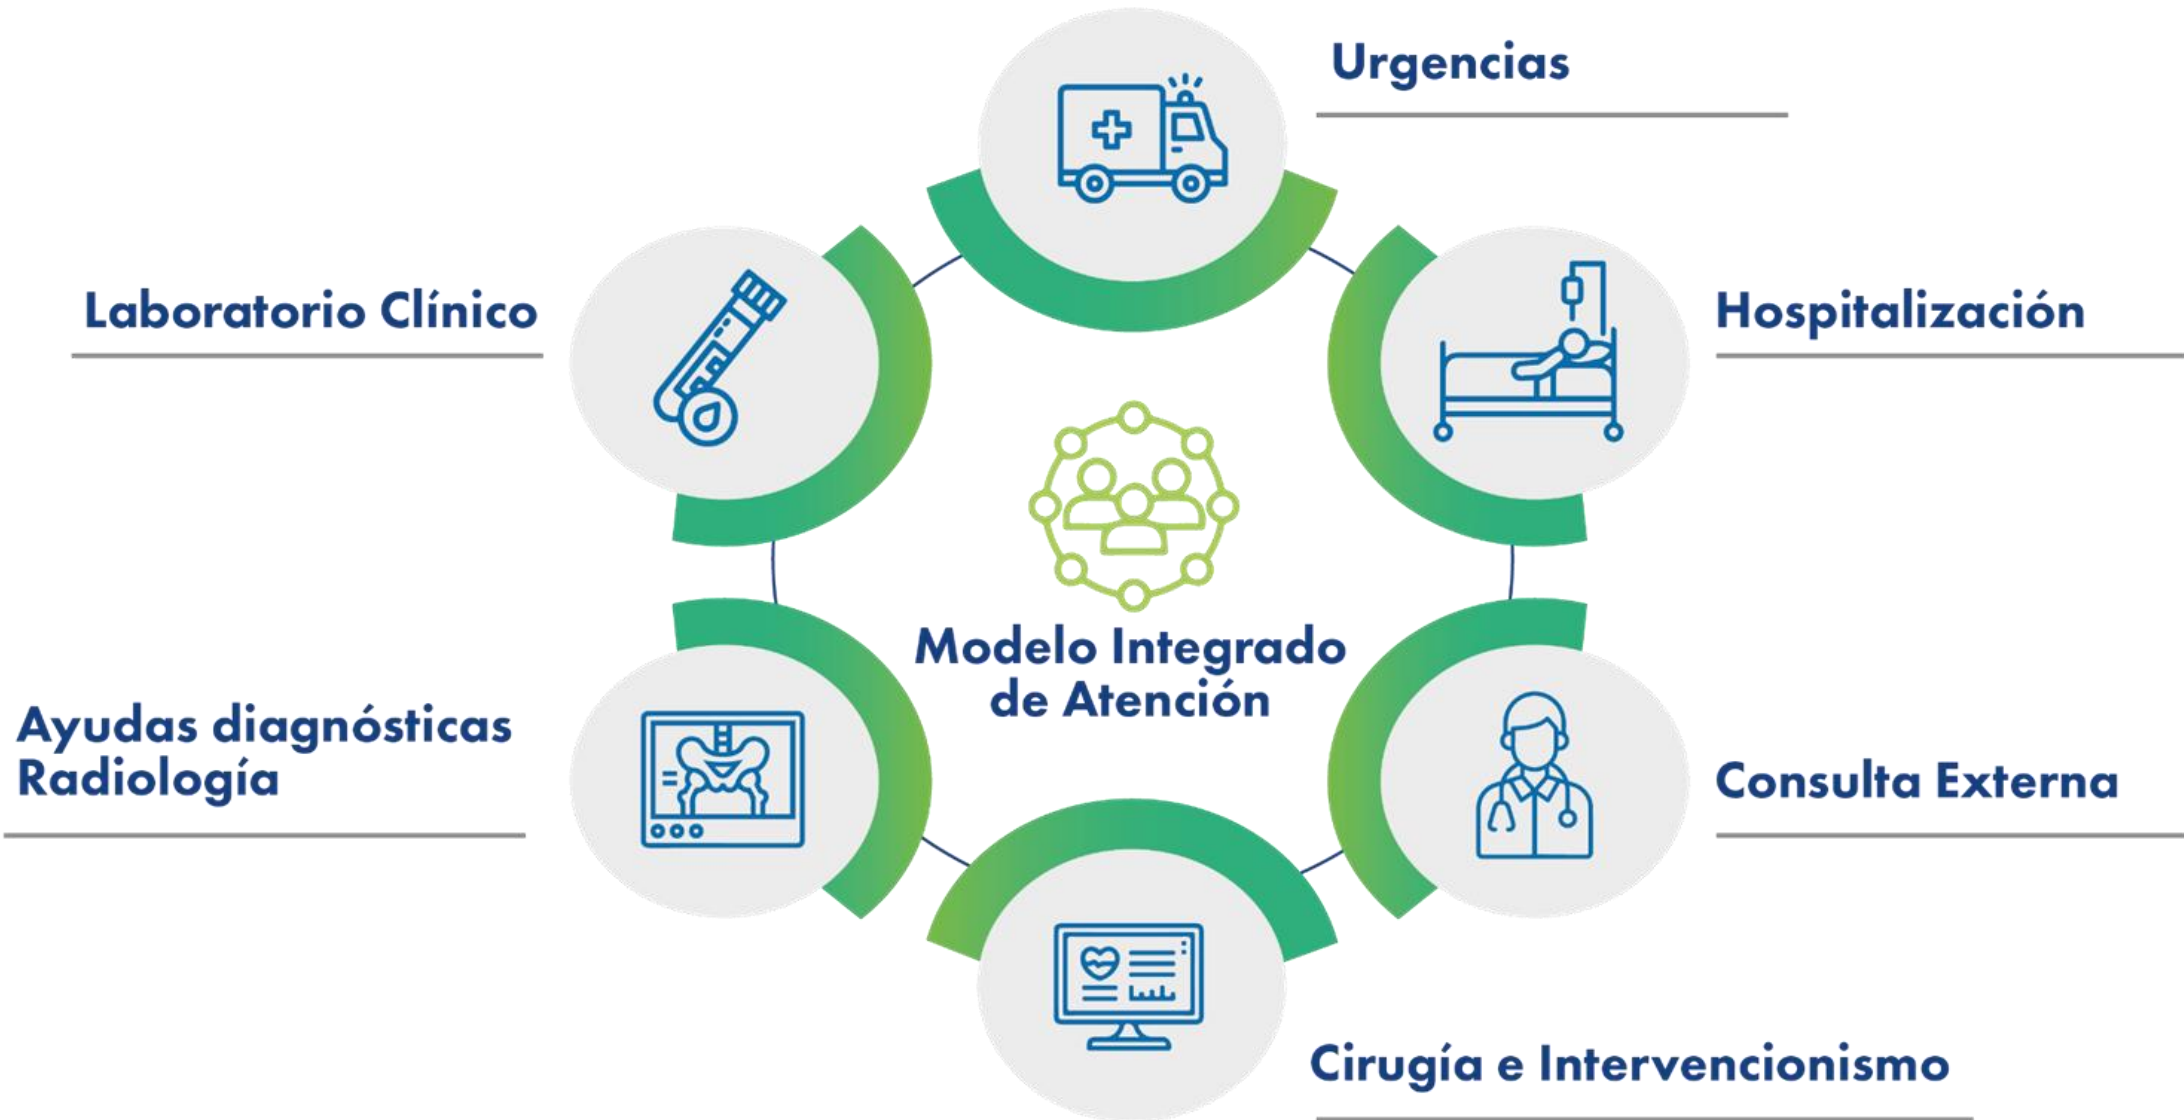 Urgencias
Laboratorio Clínico
Hospitalización
Modelo Integrado
de Atención
Ayudas diagnósticas
Radiología
Consulta Externa
Cirugía e Intervencionismo